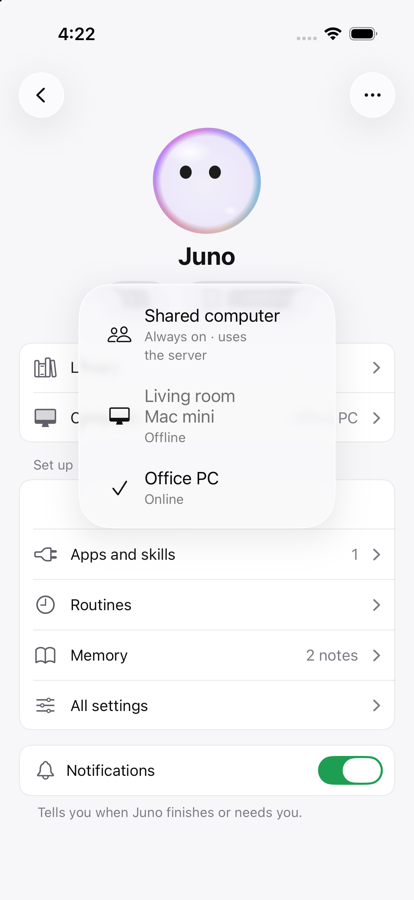 4:22
Juno
Shared computer
Always on · uses
the server
Living room
Mac mini
Offline
PC
Set up
Office PC
Online
Apps and skills
1
Routines
Memory
2 notes
All settings
Notifications
Tells you when Juno finishes or needs you.